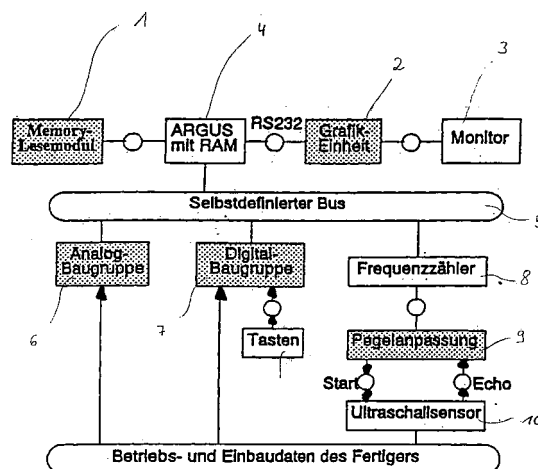 1
4
2
3
Memory-
Lesemodul
ARGUS
mit RAM
RS232
Grafik-
Einheit
Monitor
Selbstdefinierter Bus
5
Analog-
Baugruppe
Digital-
Baugruppe
Frequenzzähler
6
7
8
Tasten
Pegelanpassung
9
Start
Echo
Ultraschallsensor
10
Betriebs- und Einbaudaten des Fertigers